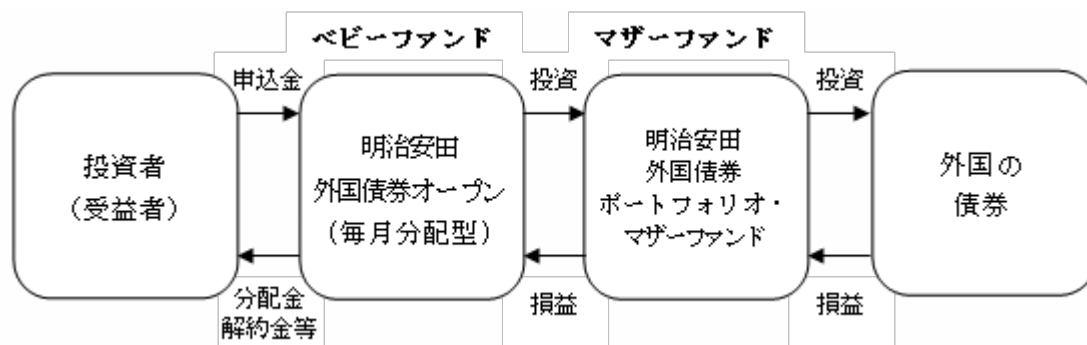 ベビーファンド
マザーファンド
申込金
投資
投資
投資者
（受益者）
明治安田
外国債券オープン
（毎月分配型）
明治安田
外国債券
ポートフォリオ・
マザーファンド
外国の
債券
分配金
解約金等
損益
損益